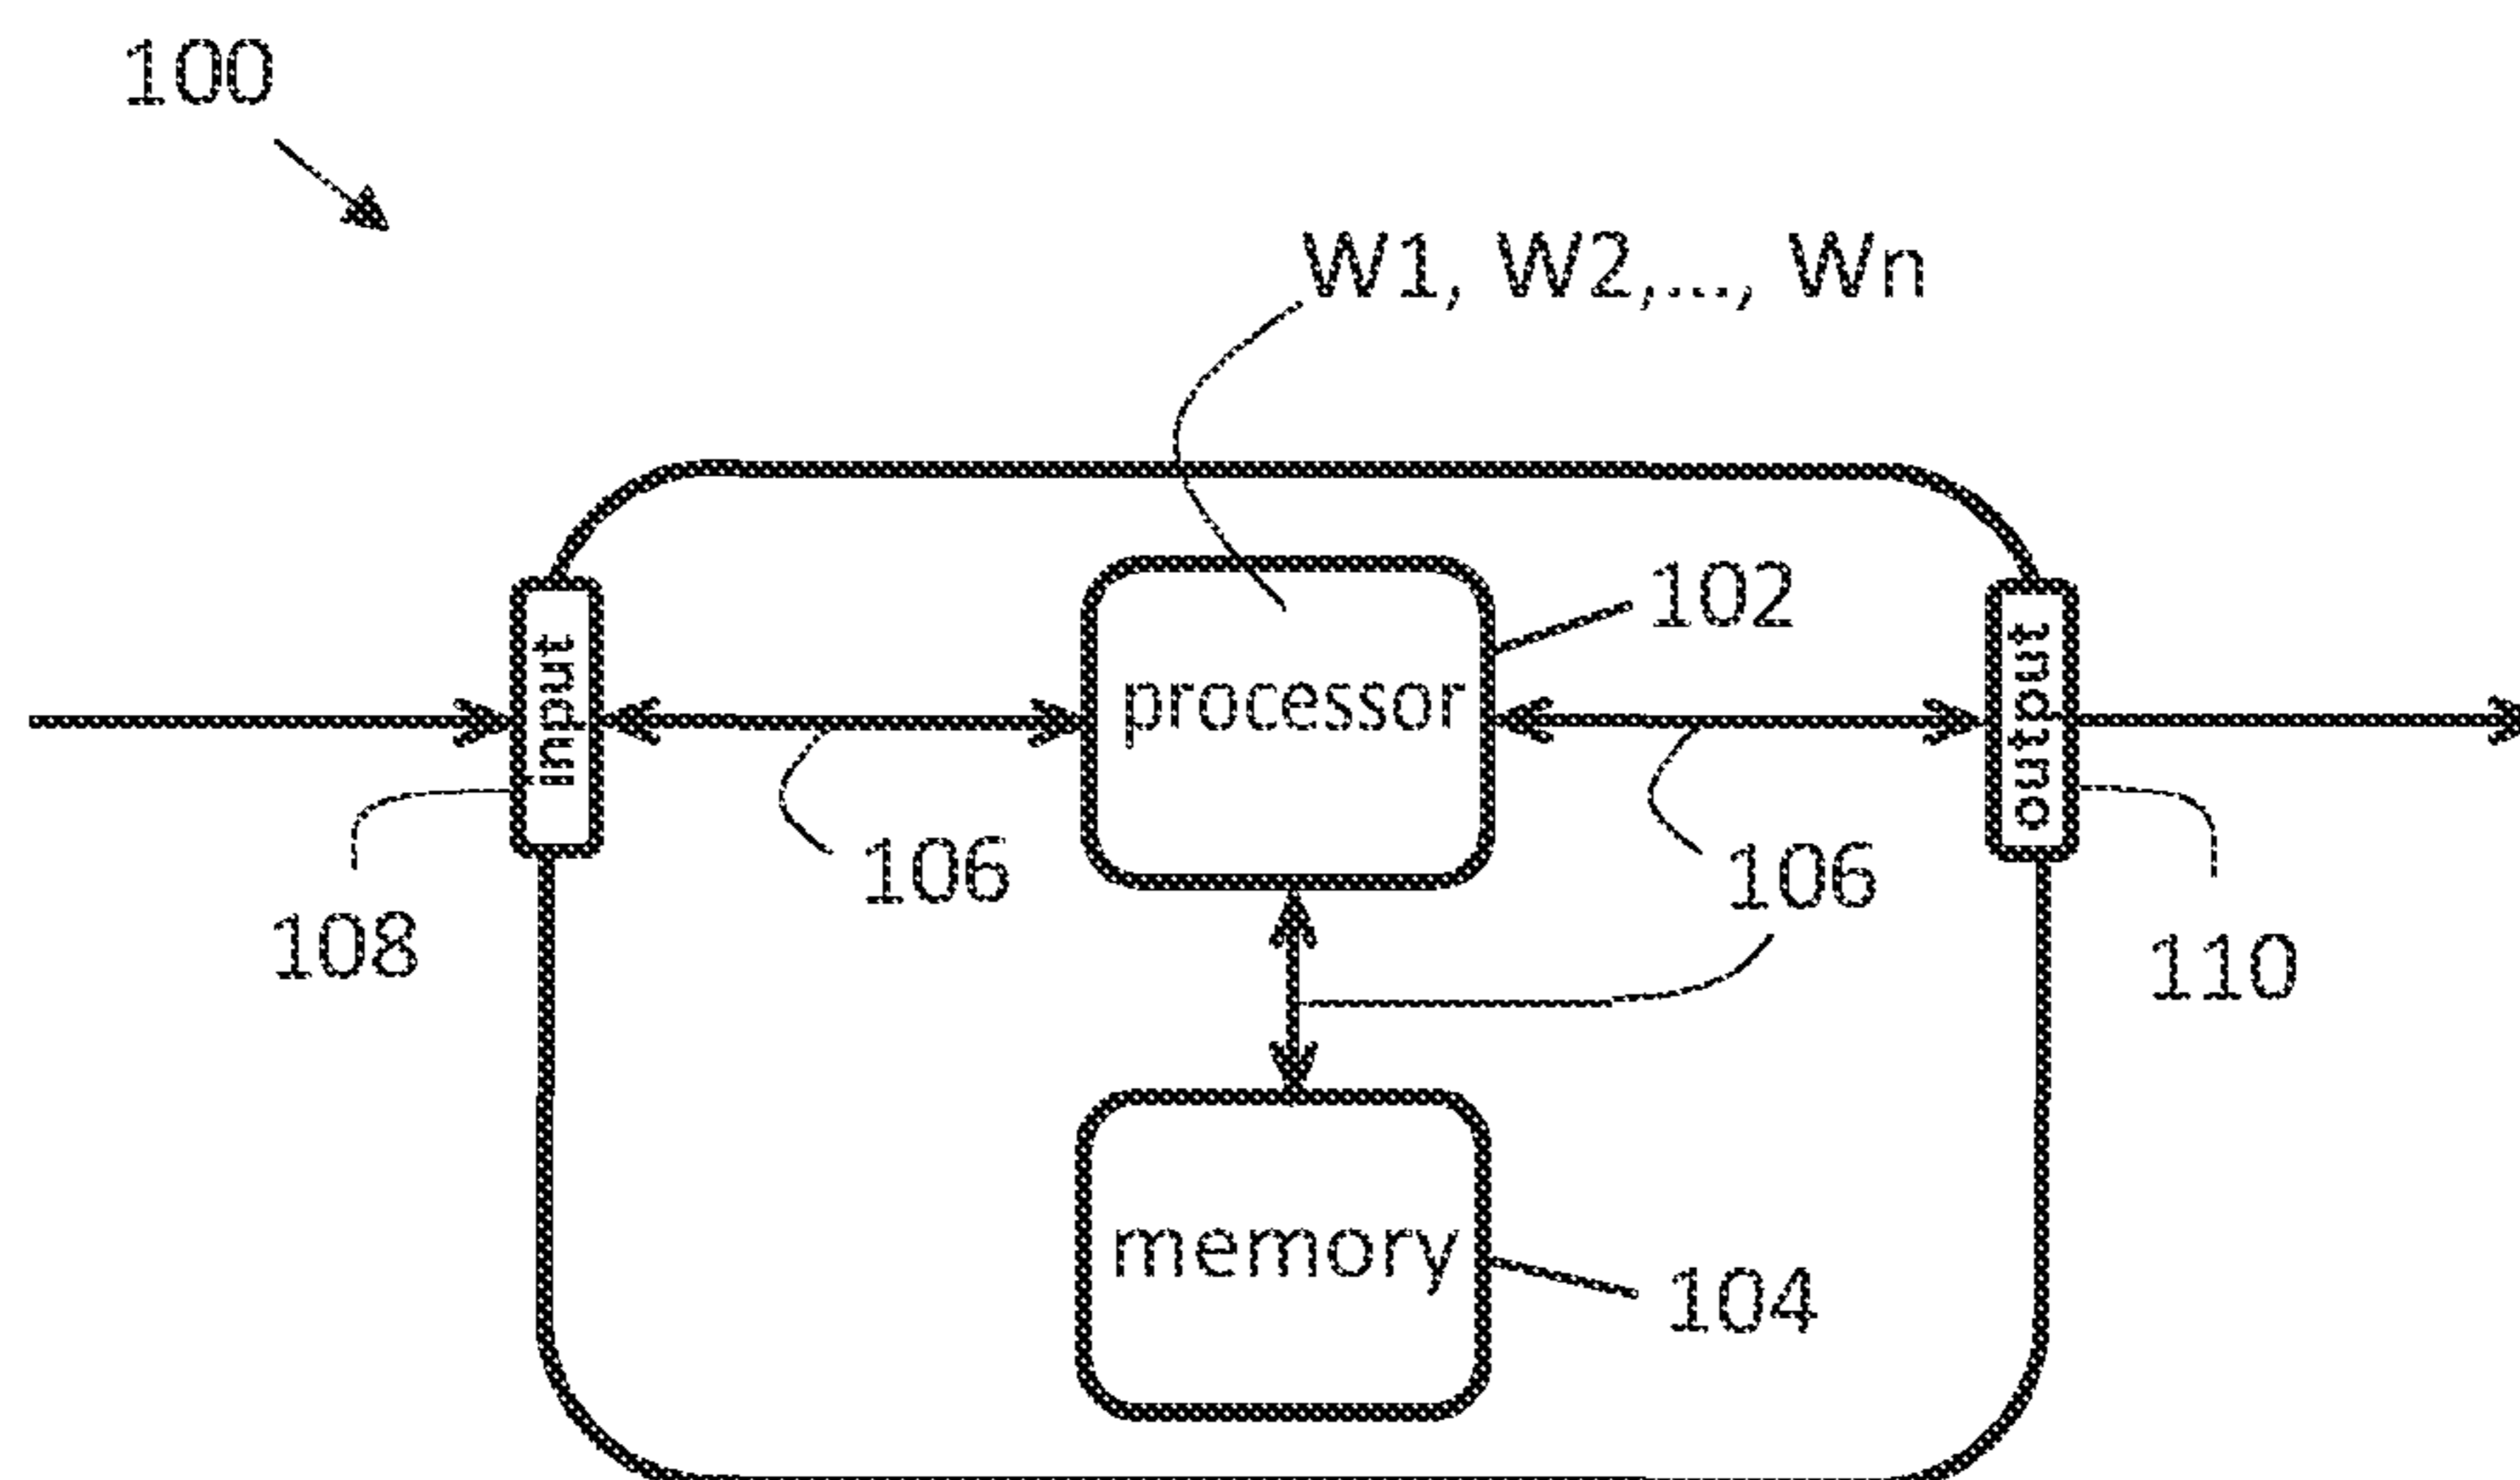 100
W1, W2,..., Wn
102
input
processor
output
106
106
108
110
memory
104